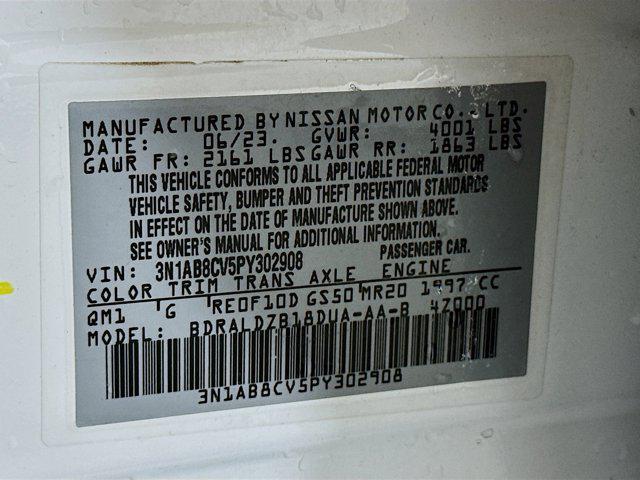 MANUFACTURED BY NISSAN MOTOR CO., LTD.
DATE: 06/23. GVWR: 4001 LBS
GAWR FR: 2161 LBS GAWR RR: 1863 LBS
THIS VEHICLE CONFORMS TO ALL APPLICABLE FEDERAL MOTOR
VEHICLE SAFETY, BUMPER AND THEFT PREVENTION STANDARDS
IN EFFECT ON THE DATE OF MANUFACTURE SHOWN ABOVE.
SEE OWNER'S MANUAL FOR ADDITIONAL INFORMATION.
VIN: 3N1AB8CV5PY302908 PASSENGER CAR.
COLOR TRIM TRANS AXLE ENGINE
QM1 G RE0F10D GS50 MR20 1997 CC
MODEL: BDRALDZB18DUA-AA-B 4Z000
3N1AB8CV5PY302908